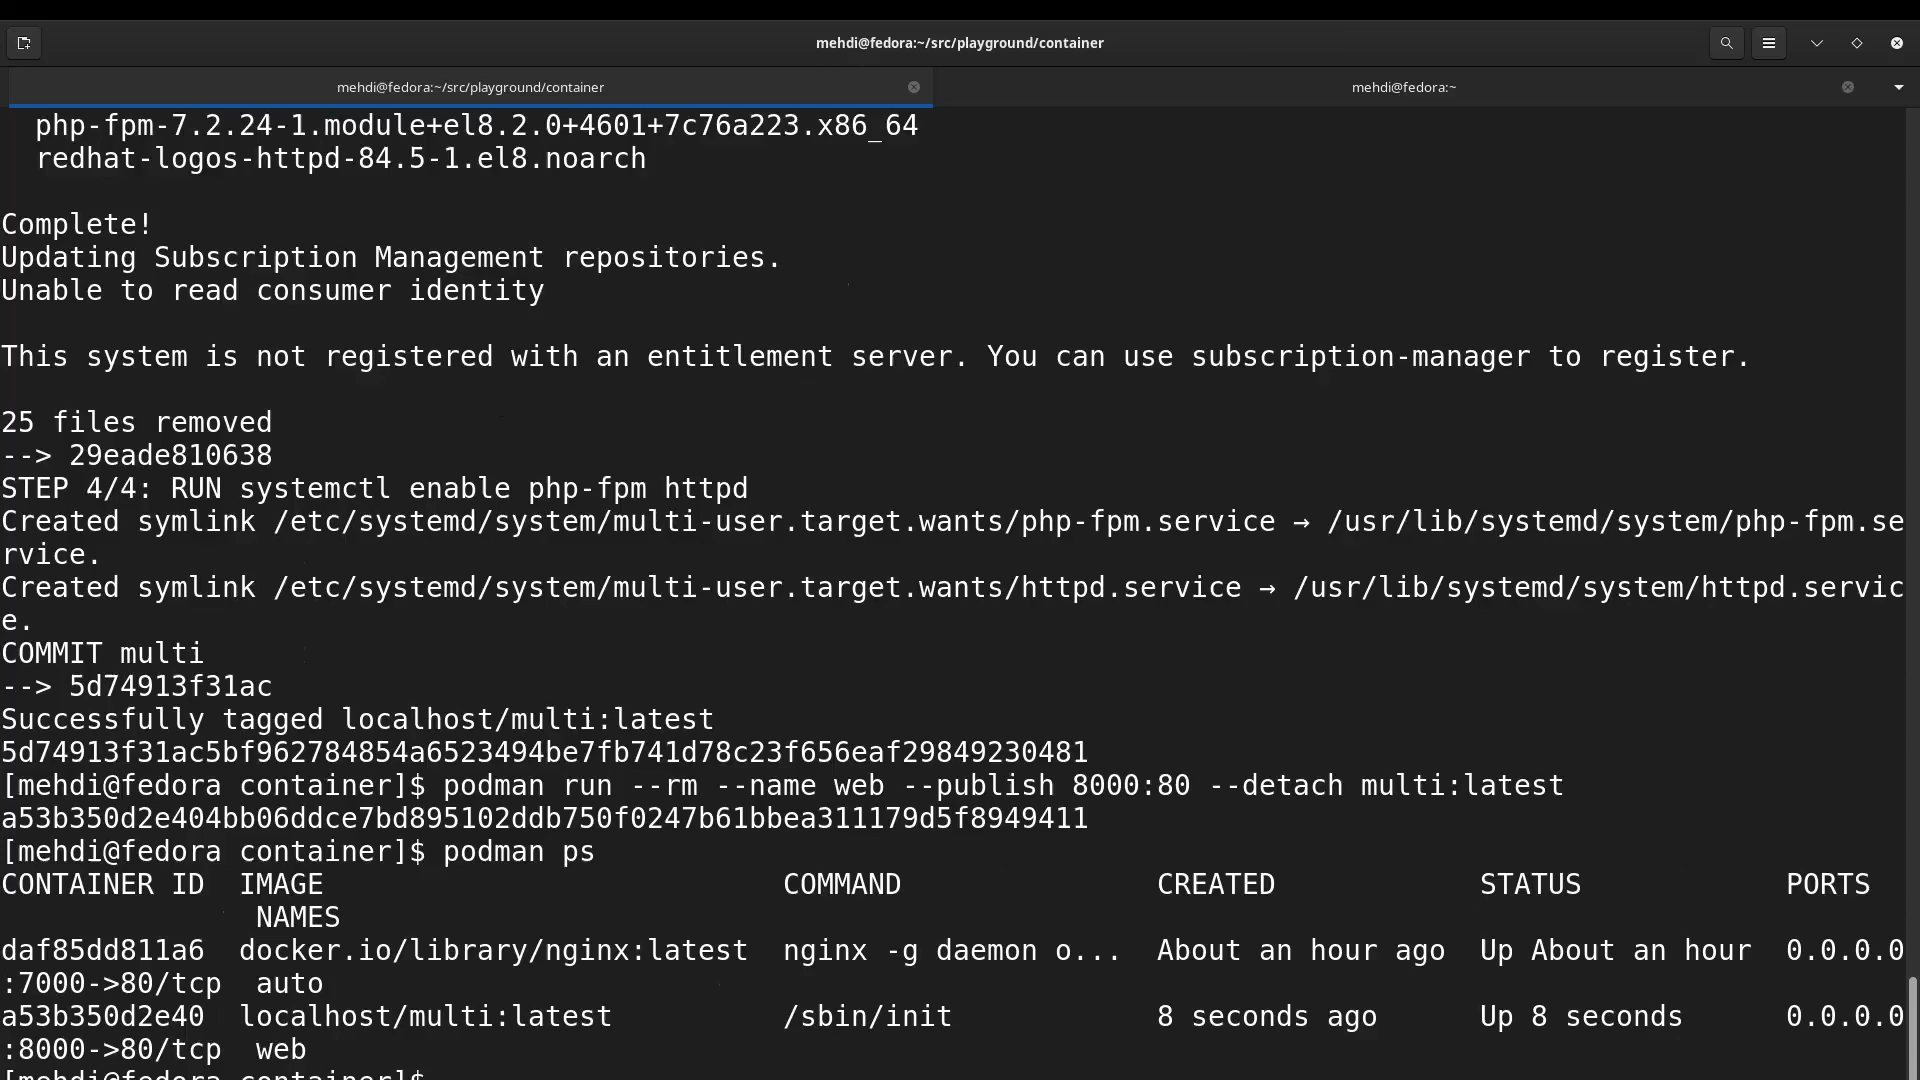 mehdi@fedora:~/src/playground/container
mehdi@fedora:~/src/playground/container
mehdi@fedora:~
php-fpm-7.2.24-1.module+el8.2.0+4601+7c76a223.x86_64
redhat-logos-httpd-84.5-1.el8.noarch
Complete!
Updating Subscription Management repositories.
Unable to read consumer identity
This system is not registered with an entitlement server. You can use subscription-manager to register.
25 files removed
--> 29eade810638
STEP 4/4: RUN systemctl enable php-fpm httpd
Created symlink /etc/systemd/system/multi-user.target.wants/php-fpm.service → /usr/lib/systemd/system/php-fpm.se
rvice.
Created symlink /etc/systemd/system/multi-user.target.wants/httpd.service → /usr/lib/systemd/system/httpd.servic
e.
COMMIT multi
--> 5d74913f31ac
Successfully tagged localhost/multi:latest
5d74913f31ac5bf962784854a6523494be7fb741d78c23f656eaf29849230481
[mehdi@fedora container]$ podman run --rm --name web --publish 8000:80 --detach multi:latest
a53b350d2e404bb06ddce7bd895102ddb750f0247b61bbea311179d5f8949411
[mehdi@fedora container]$ podman ps
CONTAINER ID  IMAGE                           COMMAND               CREATED            STATUS            PORTS
NAMES
daf85dd811a6  docker.io/library/nginx:latest  nginx -g daemon o...  About an hour ago  Up About an hour  0.0.0.0
:7000->80/tcp  auto
a53b350d2e40  localhost/multi:latest          /sbin/init            8 seconds ago      Up 8 seconds      0.0.0.0
:8000->80/tcp  web
[mehdi@fedora container]$